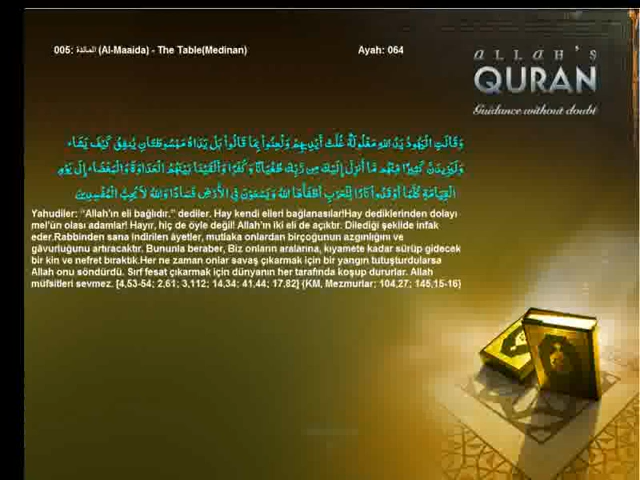 005: المائدة (Al-Maaida) - The Table(Medinan)
Ayah: 064
ALLAH'S
QURAN
Guidance without doubt
وَقَالَتِ الْيَهُودُ يَدُ اللّهِ مَغْلُولَةٌ غُلَّتْ أَيْدِيهِمْ وَلُعِنُواْ بِمَا قَالُواْ بَلْ يَدَاهُ مَبْسُوطَتَانِ يُنفِقُ كَيْفَ يَشَاء
وَلَيَزِيدَنَّ كَثِيرًا مِّنْهُم مَّا أُنزِلَ إِلَيْكَ مِن رَّبِّكَ طُغْيَانًا وَكُفْرًا وَأَلْقَيْنَا بَيْنَهُمُ الْعَدَاوَةَ وَالْبَغْضَاء إِلَى يَوْمِ
الْقِيَامَةِ كُلَّمَا أَوْقَدُواْ نَارًا لِّلْحَرْبِ أَطْفَأَهَا اللّهُ وَيَسْعَوْنَ فِي الأَرْضِ فَسَادًا وَاللّهُ لاَ يُحِبُّ الْمُفْسِدِينَ
Yahudiler: “Allah'ın eli bağlıdır.” dediler. Hay kendi elleri bağlanasılar!Hay dediklerinden dolayı
mel'ûn olası adamlar! Hayır, hiç de öyle değil! Allah'ın iki eli de açıktır. Dilediği şekilde infak
eder.Rabbinden sana indirilen âyetler, mutlaka onlardan birçoğunun azgınlığını ve
gâvurluğunu artıracaktır. Bununla beraber, Biz onların aralarına, kıyamete kadar sürüp gidecek
bir kin ve nefret bıraktık.Her ne zaman onlar savaş çıkarmak için bir yangın tutuşturdularsa
Allah onu söndürdü. Sırf fesat çıkarmak için dünyanın her tarafında koşup dururlar. Allah
müfsitleri sevmez. [4,53-54; 2,61; 3,112; 14,34; 41,44; 17,82] {KM, Mezmurlar; 104,27; 145,15-16}